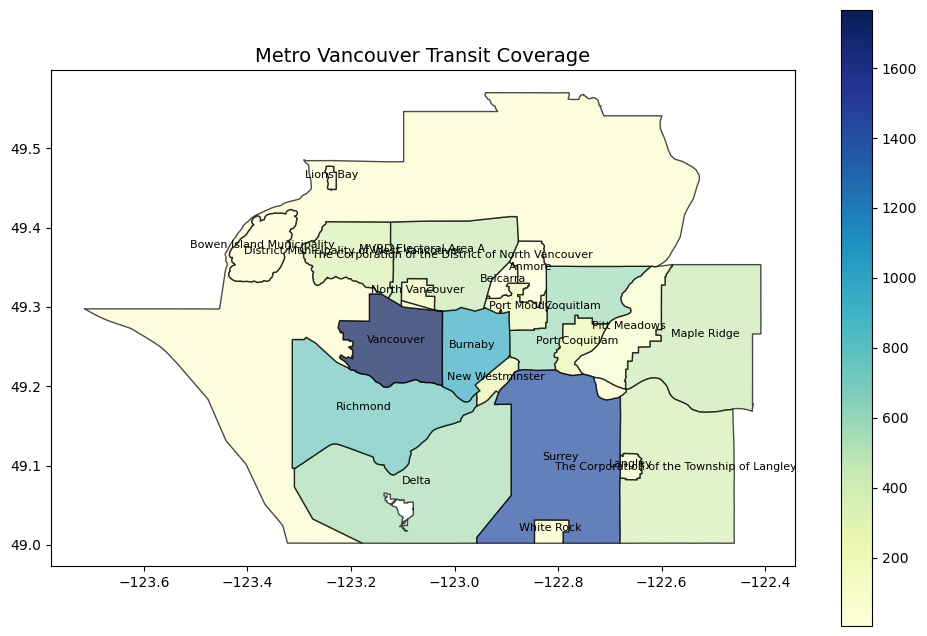 Metro Vancouver Transit Coverage
1600
1400
1200
1000
800
600
400
200
49.5
49.4
49.3
49.2
49.1
49.0
Lions Bay
Bowen Island Municipality
District Municipality of West Vancouver
MVRD Electoral Area A
The Corporation of the District of North Vancouver
Anmore
Belcarra
North Vancouver
Port Moody
Coquitlam
Pitt Meadows
Maple Ridge
Vancouver
Burnaby
Port Coquitlam
New Westminster
Richmond
Surrey
Langley
The Corporation of the Township of Langley
Delta
White Rock
−123.6
−123.4
−123.2
−123.0
−122.8
−122.6
−122.4